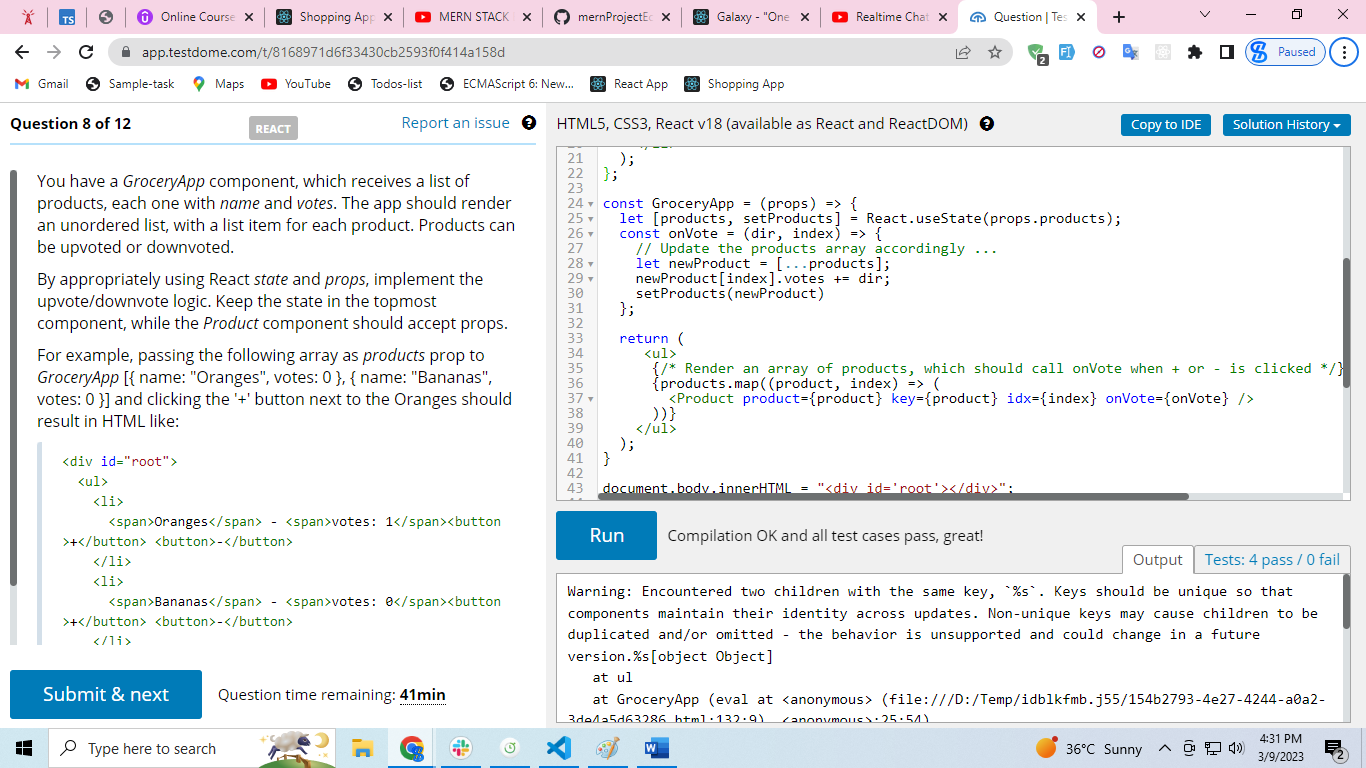 Online Course
Shopping App
MERN STACK
mernProjectEc
Galaxy - "One
Realtime Chat
Question | Tes
app.testdome.com/t/8168971d6f33430cb2593f0f414a158d
2
Paused
Gmail
Sample-task
Maps
YouTube
Todos-list
ECMAScript 6: New...
React App
Shopping App
Question 8 of 12
REACT
Report an issue
You have a GroceryApp component, which receives a list of
products, each one with name and votes. The app should render
an unordered list, with a list item for each product. Products can
be upvoted or downvoted.
By appropriately using React state and props, implement the
upvote/downvote logic. Keep the state in the topmost
component, while the Product component should accept props.
For example, passing the following array as products prop to
GroceryApp [{ name: "Oranges", votes: 0 }, { name: "Bananas",
votes: 0 }] and clicking the '+' button next to the Oranges should
result in HTML like:
<div id="root">
<ul>
<li>
<span>Oranges</span> - <span>votes: 1</span><button
>+</button> <button>-</button>
</li>
<li>
<span>Bananas</span> - <span>votes: 0</span><button
>+</button> <button>-</button>
</li>
Submit & next
Question time remaining: 41min
HTML5, CSS3, React v18 (available as React and ReactDOM)
Copy to IDE
Solution History
21 );
22 };
23
24 const GroceryApp = (props) => {
25 let [products, setProducts] = React.useState(props.products);
26 const onVote = (dir, index) => {
27 // Update the products array accordingly ...
28 let newProduct = [...products];
29 newProduct[index].votes += dir;
30 setProducts(newProduct)
31 };
32
33 return (
34 <ul>
35 {/* Render an array of products, which should call onVote when + or - is clicked */}
36 {products.map((product, index) => (
37 <Product product={product} key={product} idx={index} onVote={onVote} />
38 ))}
39 </ul>
40 );
41 }
42
43 document.body.innerHTML = "<div id='root'></div>";
Run
Compilation OK and all test cases pass, great!
Output
Tests: 4 pass / 0 fail
Warning: Encountered two children with the same key, `%s`. Keys should be unique so that
components maintain their identity across updates. Non-unique keys may cause children to be
duplicated and/or omitted - the behavior is unsupported and could change in a future
version.%s[object Object]
at ul
at GroceryApp (eval at <anonymous> (file:///D:/Temp/idblkfmb.j55/154b2793-4e27-4244-a0a2-
3de4a5d63286.html:132:9), <anonymous>:25:54)
Type here to search
36°C Sunny
4:31 PM
3/9/2023
2